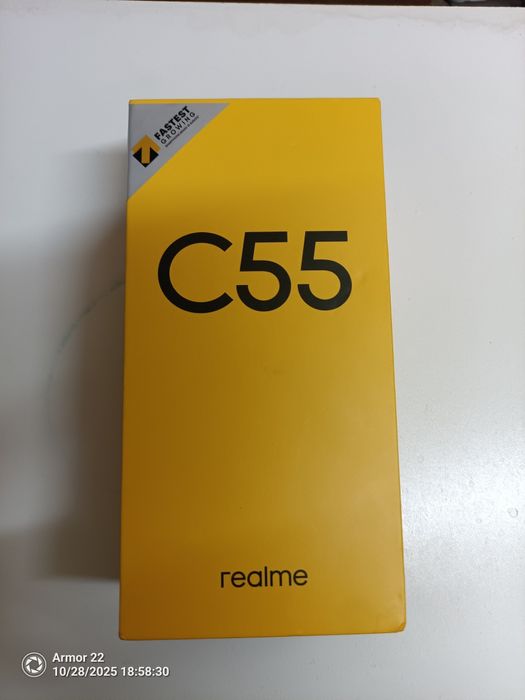 FASTEST
GROWING
C55
realme
Armor 22
10/28/2025 18:58:30